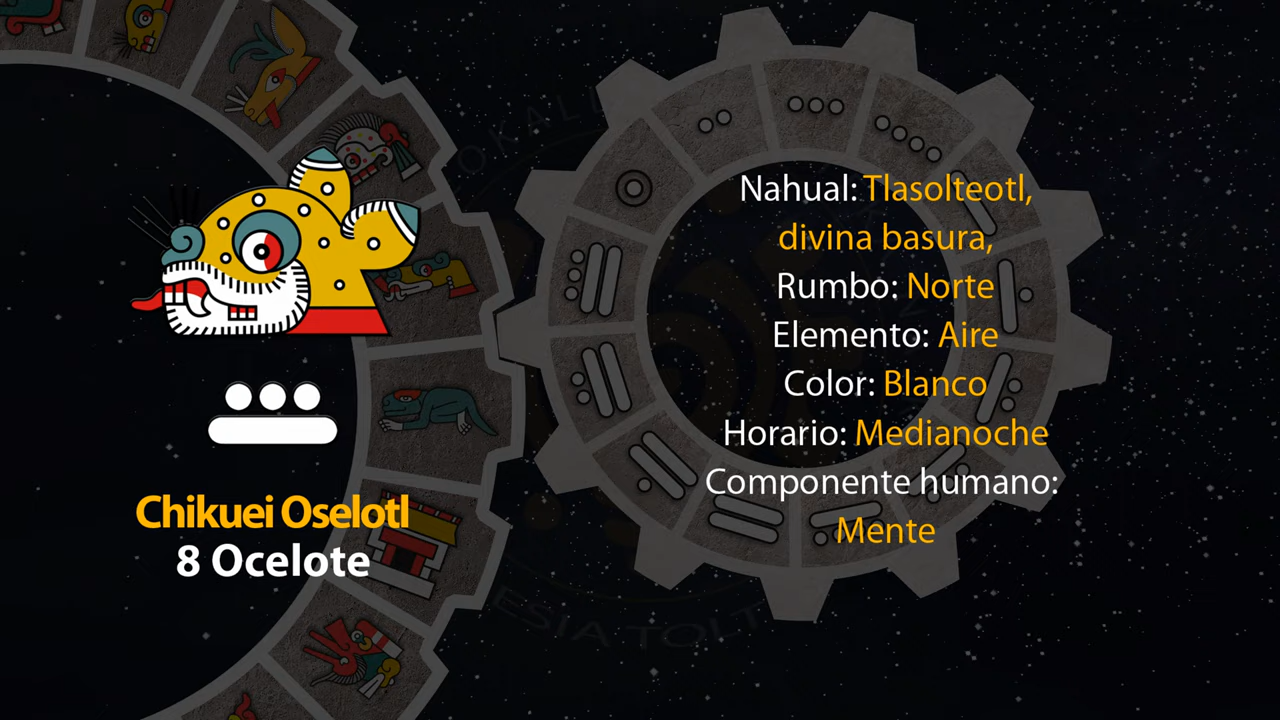 Chikuei Oselotl
8 Ocelote
Nahual: Tlasolteotl,
divina basura,
Rumbo: Norte
Elemento: Aire
Color: Blanco
Horario: Medianoche
Componente humano:
Mente